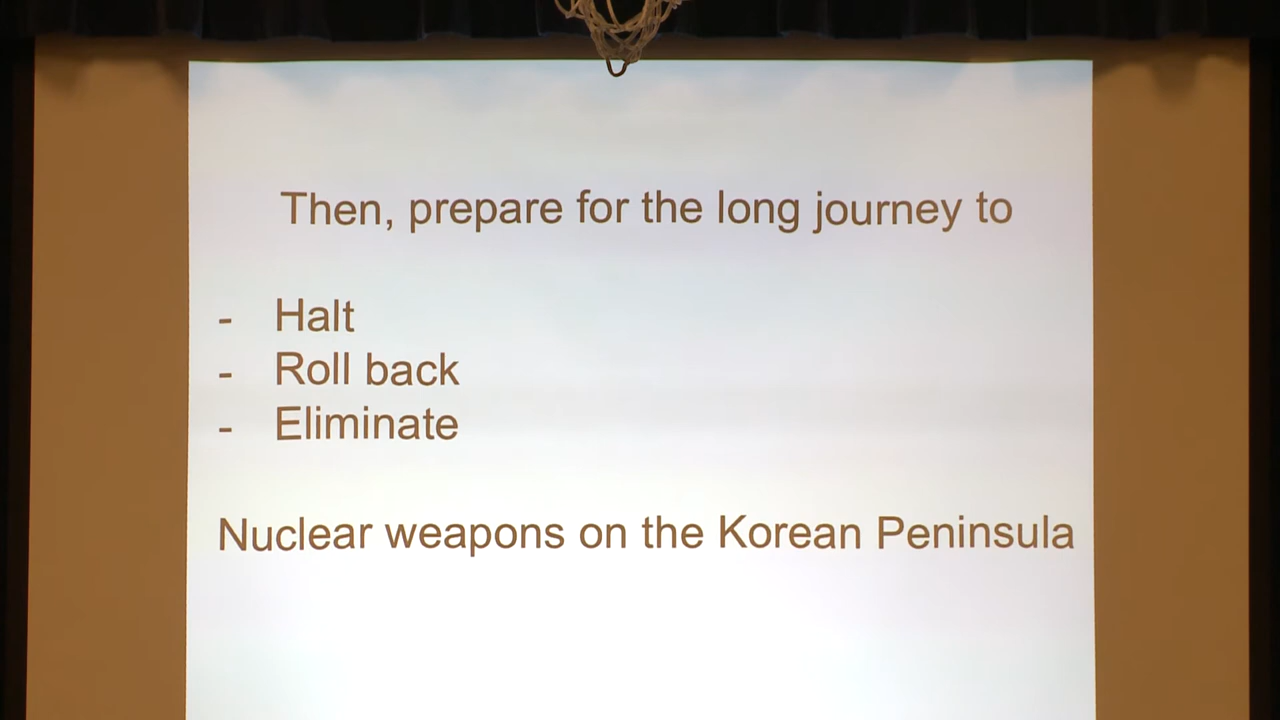 Then, prepare for the long journey to
- Halt
- Roll back
- Eliminate
Nuclear weapons on the Korean Peninsula